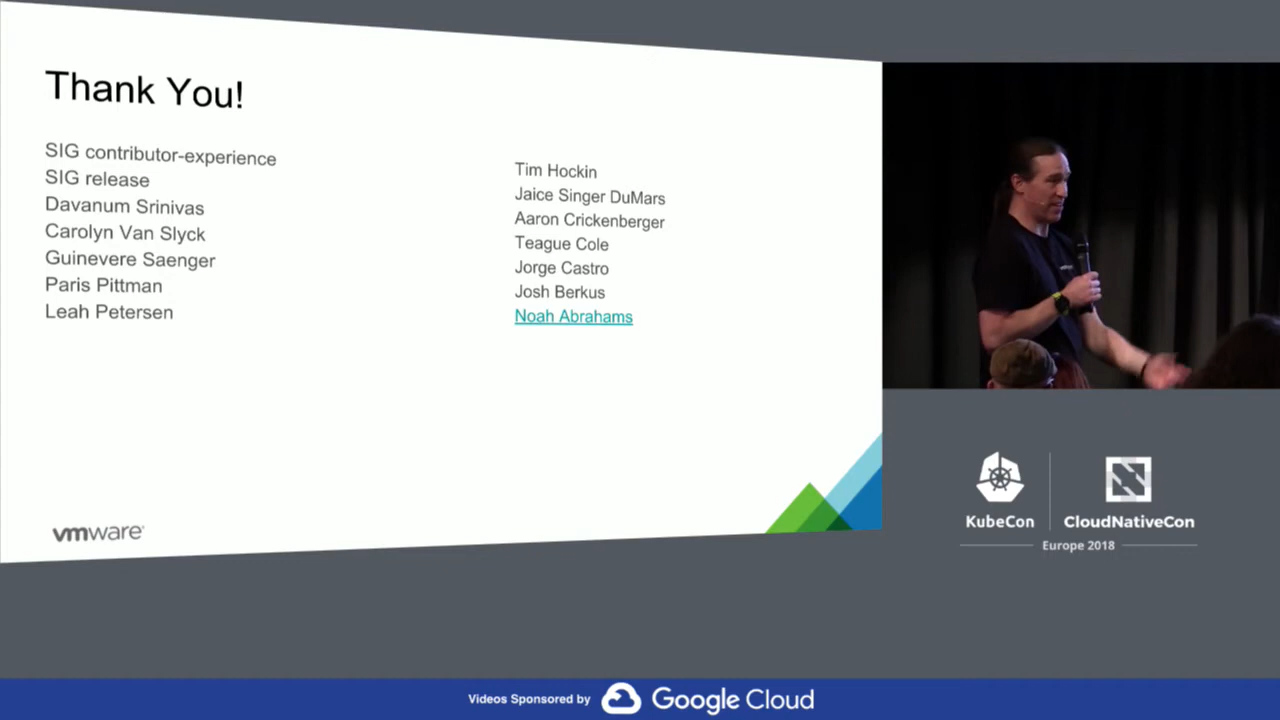 Thank You!
SIG contributor-experience
SIG release
Davanum Srinivas
Carolyn Van Slyck
Guinevere Saenger
Paris Pittman
Leah Petersen
Tim Hockin
Jaice Singer DuMars
Aaron Crickenberger
Teague Cole
Jorge Castro
Josh Berkus
Noah Abrahams
vmware
KubeCon
CloudNativeCon
Europe 2018
Videos Sponsored by Google Cloud